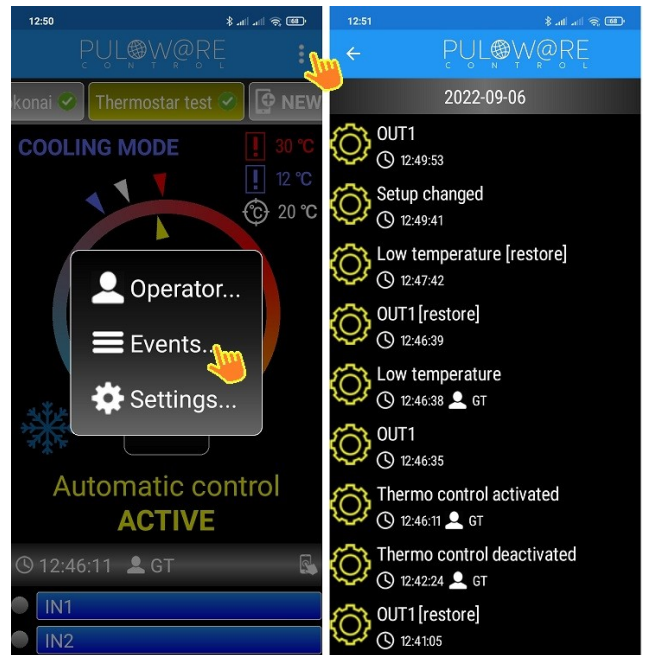 12:50
68
PULOW@RE
CONTROL
konai
Thermostar test
NEW
COOLING MODE
30 °C
12 °C
°C
20 °C
Operator...
Events...
Settings...
Automatic control
ACTIVE
12:46:11 GT
IN1
IN2
12:51
68
PULOW@RE
CONTROL
2022-09-06
OUT1
12:49:53
Setup changed
12:49:41
Low temperature [restore]
12:47:42
OUT1 [restore]
12:46:39
Low temperature
12:46:38 GT
OUT1
12:46:35
Thermo control activated
12:46:11 GT
Thermo control deactivated
12:42:24 GT
OUT1 [restore]
12:41:05